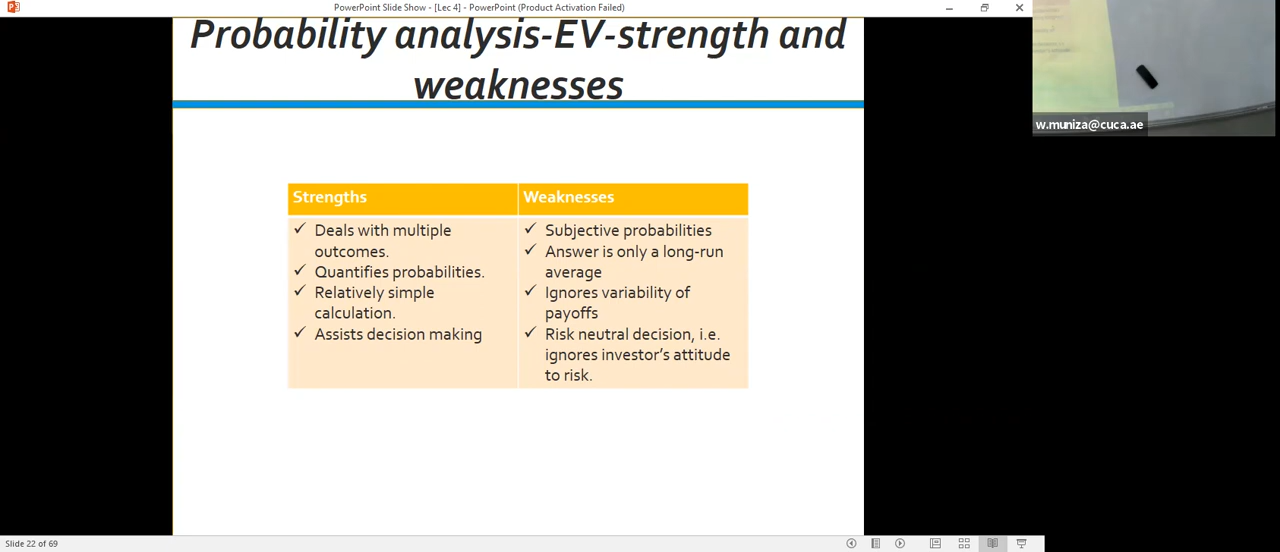 PowerPoint Slide Show - [Lec 4] - PowerPoint (Product Activation Failed)
Probability analysis-EV-strength and
weaknesses
w.muniza@cuca.ae
Strengths
✓ Deals with multiple
outcomes.
✓ Quantifies probabilities.
✓ Relatively simple
calculation.
✓ Assists decision making
Weaknesses
✓ Subjective probabilities
✓ Answer is only a long-run
average
✓ Ignores variability of
payoffs
✓ Risk neutral decision, i.e.
ignores investor's attitude
to risk.
Slide 22 of 69